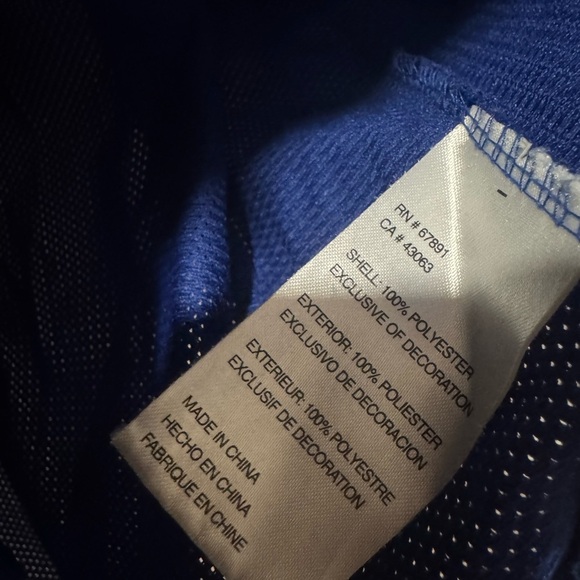 RN # 67891
CA # 43063
SHELL: 100% POLYESTER
EXCLUSIVE OF DECORATION
EXTERIOR: 100% POLIESTER
EXCLUSIVO DE DECORACION
EXTERIEUR: 100% POLYESTRE
EXCLUSIF DE DECORATION
MADE IN CHINA
HECHO EN CHINA
FABRIQUE EN CHINE